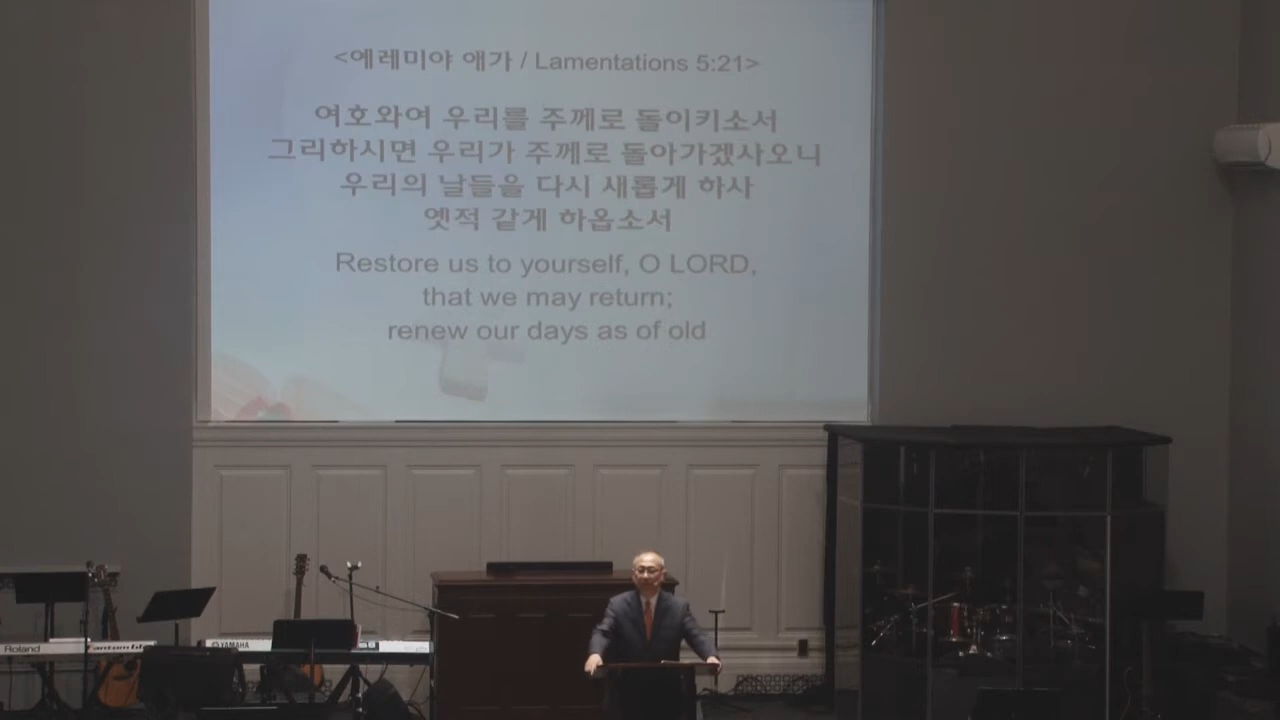 <예레미야 애가 / Lamentations 5:21>
여호와여 우리를 주께로 돌이키소서
그리하시면 우리가 주께로 돌아가겠사오니
우리의 날들을 다시 새롭게 하사
옛적 같게 하옵소서
Restore us to yourself, O LORD,
that we may return;
renew our days as of old
Roland
YAMAHA